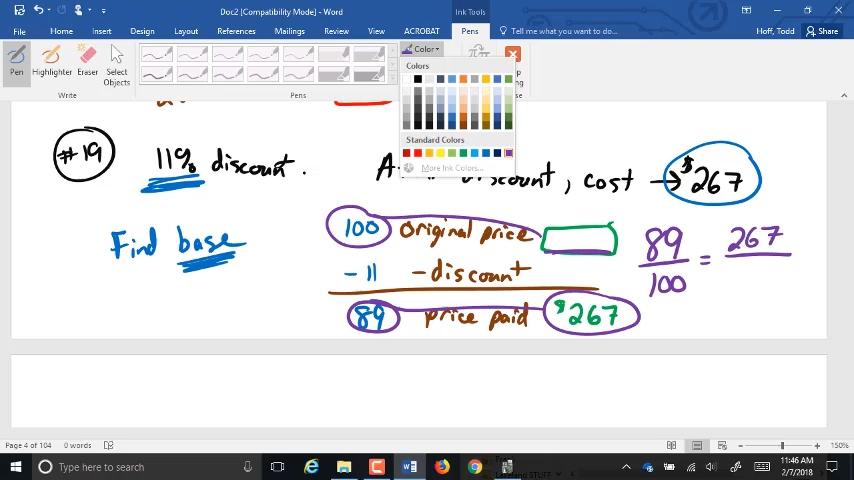 Doc2 [Compatibility Mode] - Word
Ink Tools
File Home Insert Design Layout References Mailings Review View ACROBAT Pens Tell me what you want to do... Hoff, Todd Share
Color
Pen Highlighter Eraser Select Objects
Write Pens
Colors
Standard Colors
More Ink Colors...
#19 11% discount. discount, cost → $267
Find base
100 original price
- 11 - discount
89 price paid $267
89/100 = 267
Page 4 of 104 0 words 150%
Type here to search
11:46 AM
2/7/2018